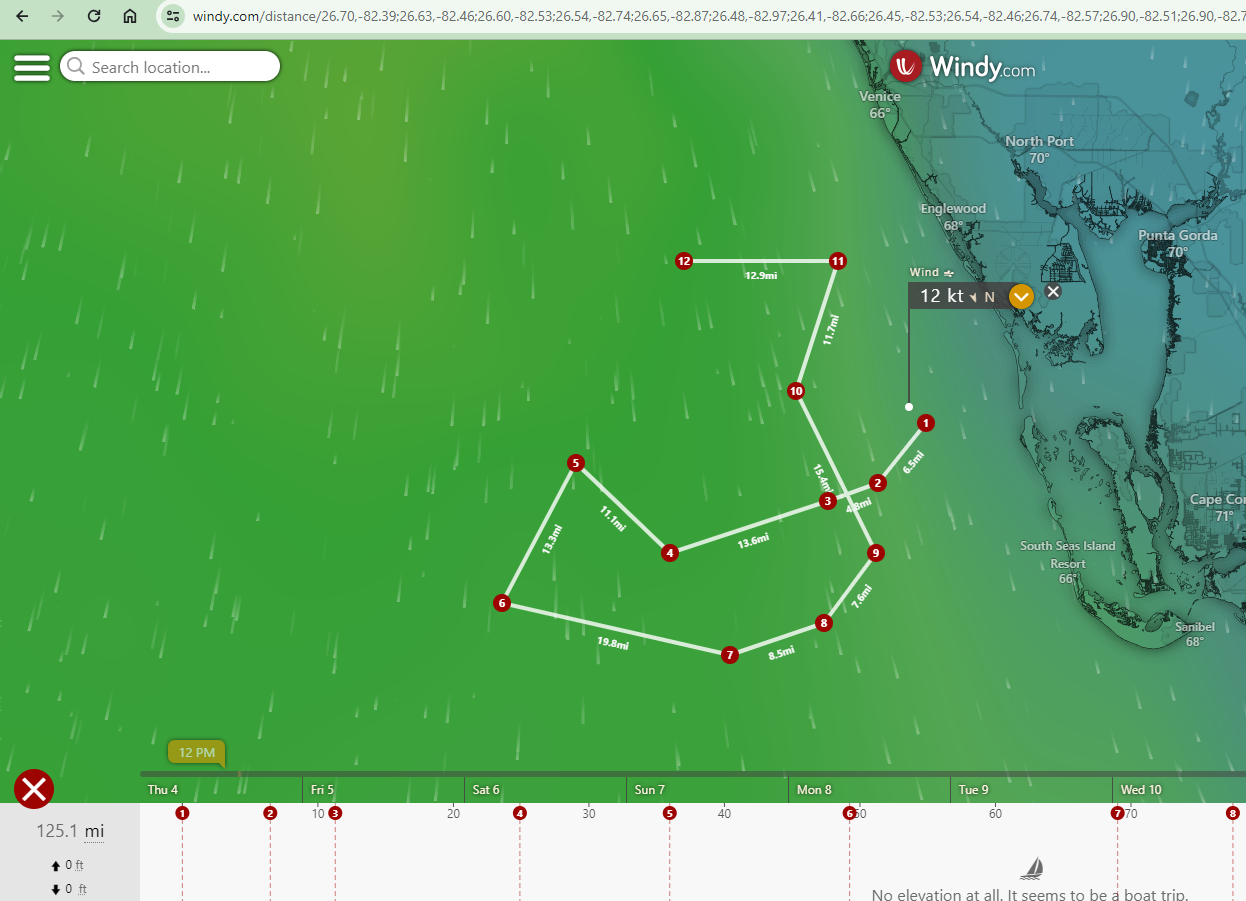 windy.com/distance/26.70,-82.39;26.63,-82.46;26.60,-82.53;26.54,-82.74;26.65,-82.87;26.48,-82.97;26.41,-82.66;26.45,-82.53;26.54,-82.46;26.74,-82.57;26.90,-82.51;26.90,-82.7
Search location...
Windy.com
Venice
66°
North Port
70°
Englewood
68°
Punta Gorda
70°
12
11
12.9mi
Wind
12 kt N
11.7mi
10
1
5
6.5mi
2
15.4mi
3
4.8mi
Cape Cor
71°
11.1mi
13.3mi
13.6mi
4
9
South Seas Island
Resort
66°
6
7.6mi
8
Sanibel
68°
19.8mi
7
8.5mi
12 PM
Thu 4 Fri 5 Sat 6 Sun 7 Mon 8 Tue 9 Wed 10
1 2 10 3 20 4 30 5 40 6 50 60 7 70 8
125.1 mi
0 ft
0 ft
No elevation at all. It seems to be a boat trip.